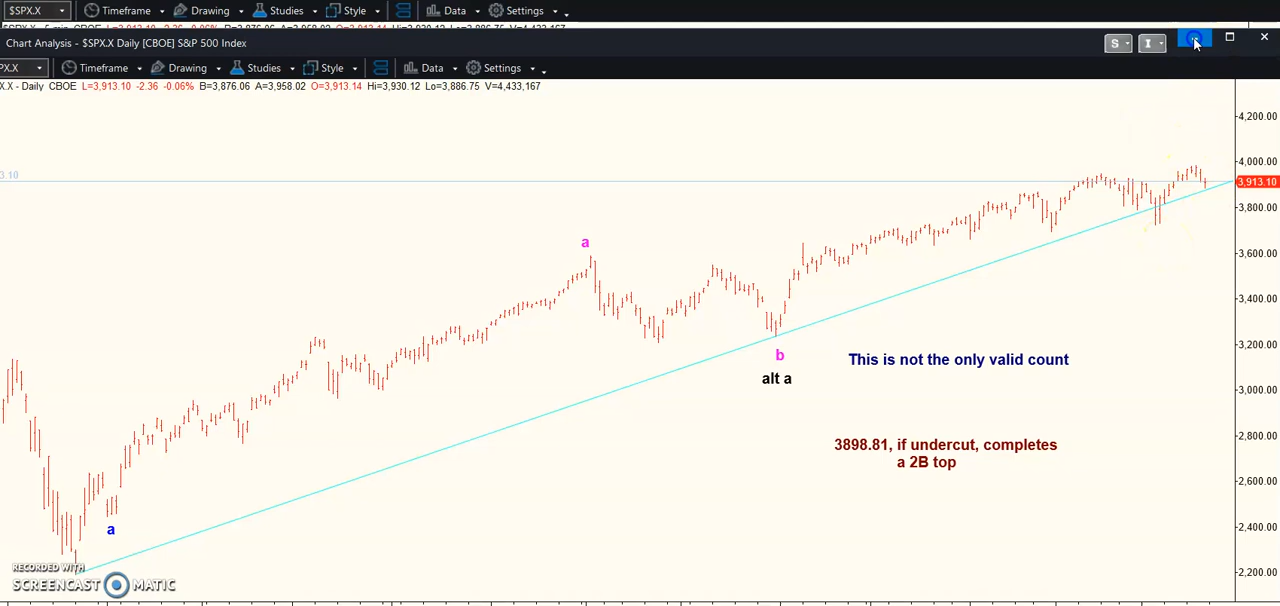 $SPX.X Timeframe Drawing Studies Style Data Settings
Chart Analysis - $SPX.X Daily [CBOE] S&P 500 Index S I
PX.X Timeframe Drawing Studies Style Data Settings
X.X - Daily CBOE L=3,913.10 -2.36 -0.06% B=3,876.06 A=3,958.02 O=3,913.14 Hi=3,930.12 Lo=3,886.75 V=4,433,167
4,200.00
4,000.00
3.10
3,913.10
3,800.00
a
3,600.00
3,400.00
3,200.00
b
This is not the only valid count
alt a
3,000.00
2,800.00
3898.81, if undercut, completes
a 2B top
2,600.00
a
2,400.00
RECORDED WITH
SCREENCAST MATIC
2,200.00